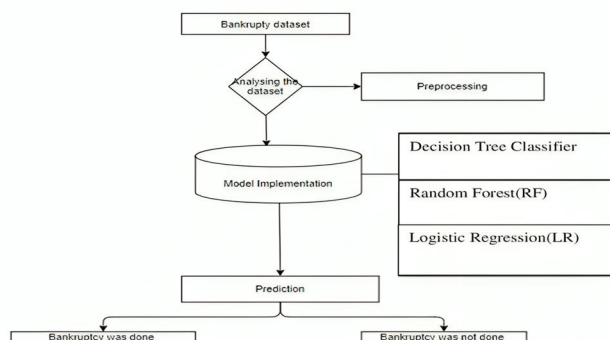 Bankrupty dataset
Analysing the
dataset
Preprocessing
Decision Tree Classifier
Model Implementation
Random Forest(RF)
Logistic Regression(LR)
Prediction
Bankruptcy was done
Bankruptcy was not done